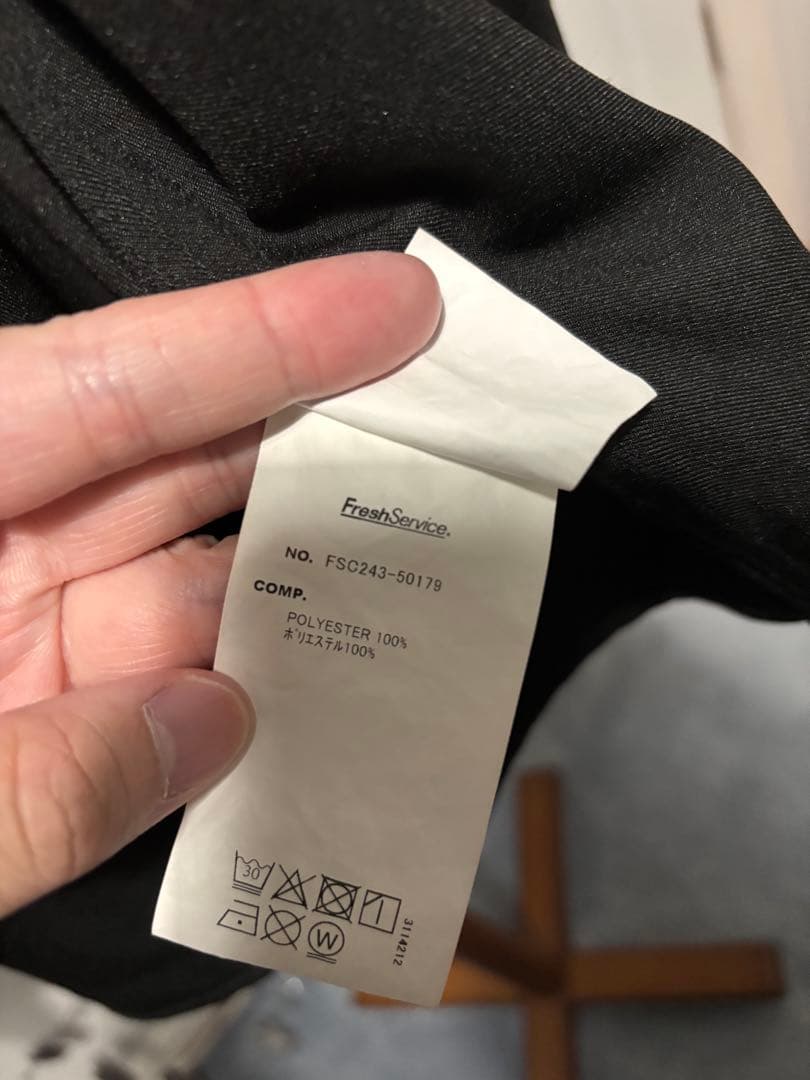 FreshService.
NO. FSC243-50179
COMP.
POLYESTER 100%
ポリエステル100%
30
W
3114212